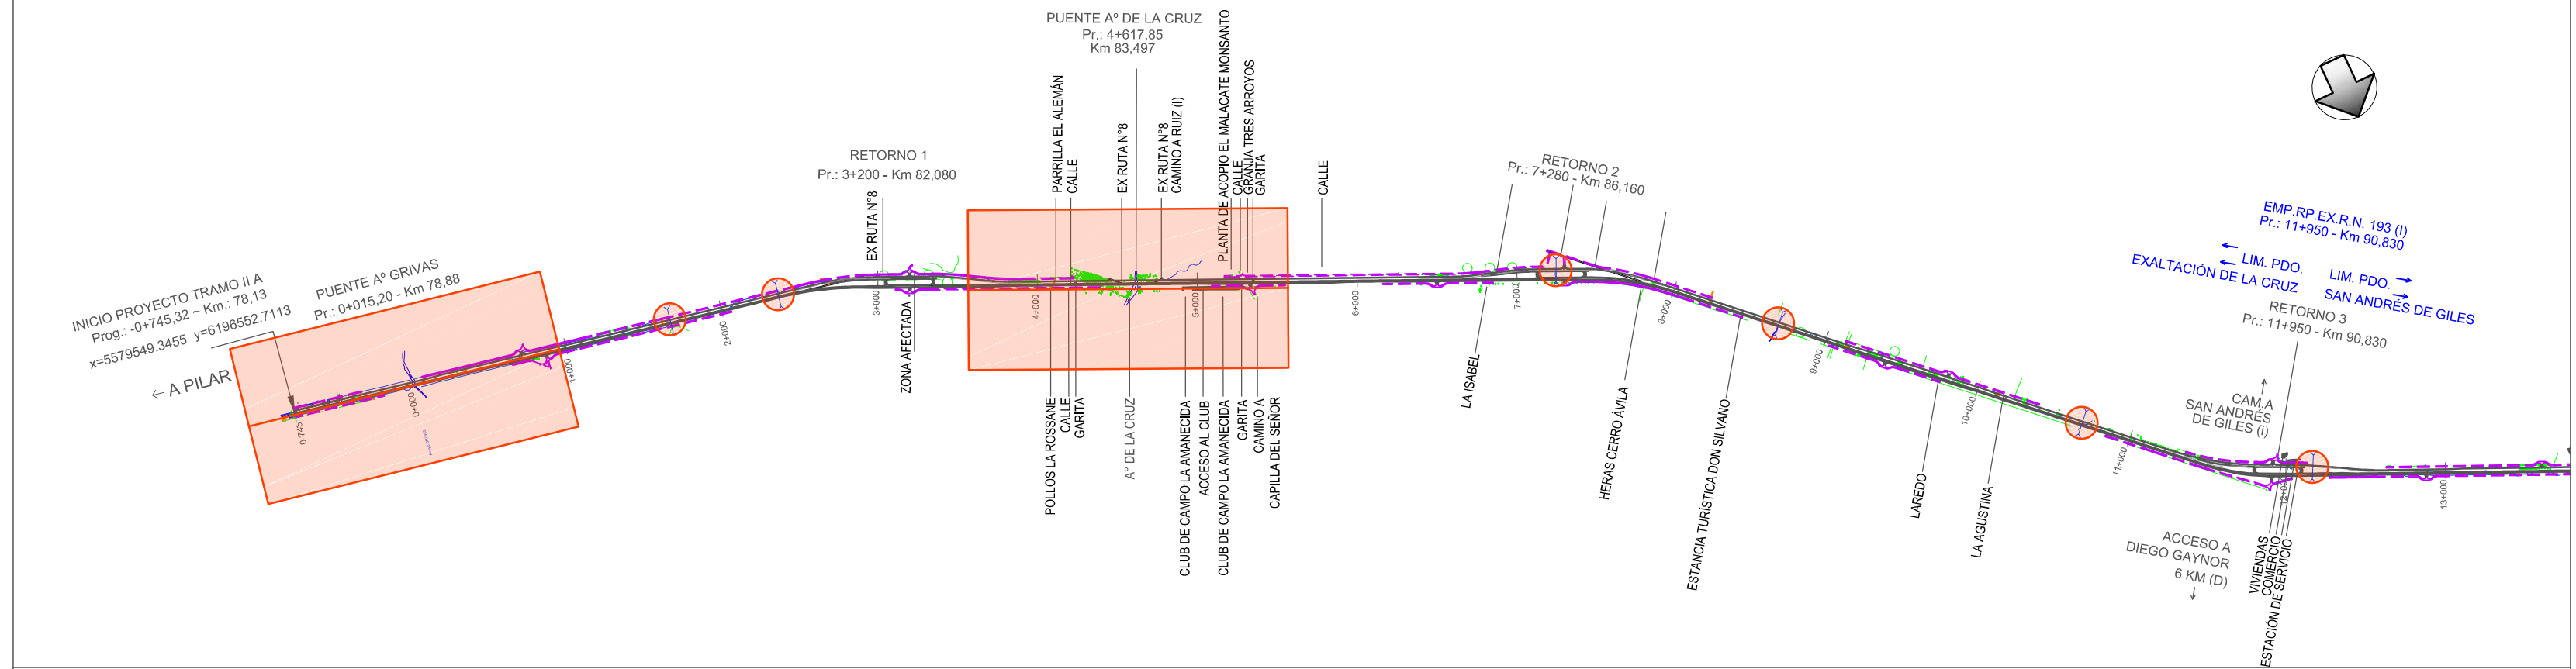 INICIO PROYECTO TRAMO II A
Prog.: -0+745,32 ~ Km.: 78,13
x=5579549.3455 y=6196552.7113
← A PILAR
PUENTE Aº GRIVAS
Pr.: 0+015,20 - Km 78,88
0-745
0+000
1+000
2+000
RETORNO 1
Pr.: 3+200 - Km 82,080
EX RUTA N°8
3+000
ZONA AFECTADA
PUENTE Aº DE LA CRUZ
Pr.: 4+617,85
Km 83,497
PARRILLA EL ALEMÁN
CALLE
EX RUTA N°8
EX RUTA N°8
CAMINO A RUIZ (I)
PLANTA DE ACOPIO EL MALACATE MONSANTO
CALLE
GRANJA TRES ARROYOS
GARITA
CALLE
4+000
5+000
6+000
POLLOS LA ROSSANE
CALLE
GARITA
Aº DE LA CRUZ
CLUB DE CAMPO LA AMANECIDA
ACCESO AL CLUB
CLUB DE CAMPO LA AMANECIDA
GARITA
CAMINO A
CAPILLA DEL SEÑOR
RETORNO 2
Pr.: 7+280 - Km 86,160
7+000
8+000
9+000
10+000
11+000
LA ISABEL
HERAS CERRO ÁVILA
ESTANCIA TURÍSTICA DON SILVANO
LAREDO
LA AGUSTINA
EMP.RP.EX.R.N. 193 (I)
Pr.: 11+950 - Km 90,830
← LIM. PDO.
← EXALTACIÓN DE LA CRUZ
LIM. PDO. →
SAN ANDRÉS DE GILES →
RETORNO 3
Pr.: 11+950 - Km 90,830
CAM.A
SAN ANDRÉS
DE GILES (i)
12+000
13+000
ACCESO A
DIEGO GAYNOR
6 KM (D)
VIVIENDAS
COMERCIO
ESTACIÓN DE SERVICIO